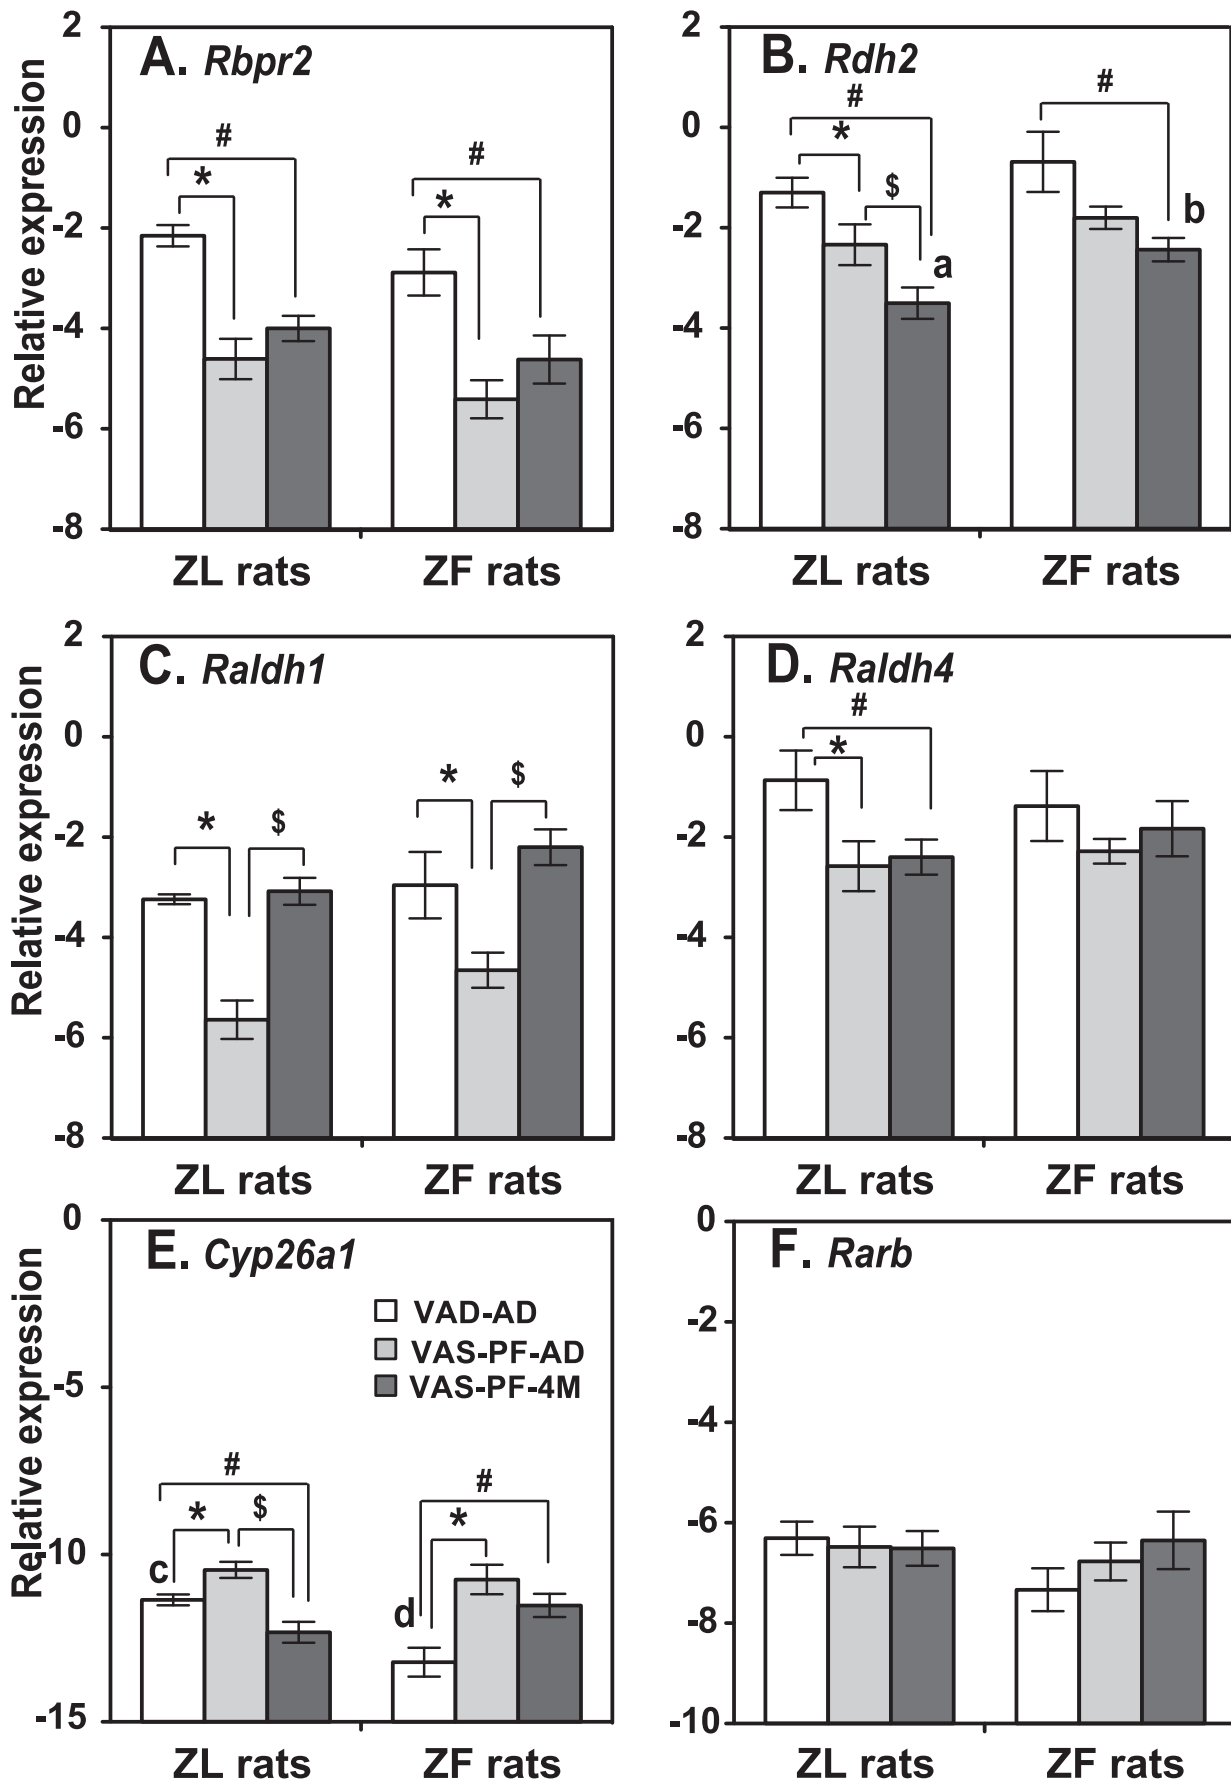 A. Rbpr2
Relative expression
2
0
-2
-4
-6
-8
#
*
#
*
ZL rats
ZF rats
B. Rdh2
2
0
-2
-4
-6
-8
#
*
$
a
#
b
ZL rats
ZF rats
C. Raldh1
Relative expression
2
0
-2
-4
-6
-8
*
$
*
$
ZL rats
ZF rats
D. Raldh4
2
0
-2
-4
-6
-8
#
*
ZL rats
ZF rats
E. Cyp26a1
Relative expression
0
-5
-10
-15
VAD-AD
VAS-PF-AD
VAS-PF-4M
#
*
$
c
#
*
d
ZL rats
ZF rats
F. Rarb
0
-2
-4
-6
-8
-10
ZL rats
ZF rats